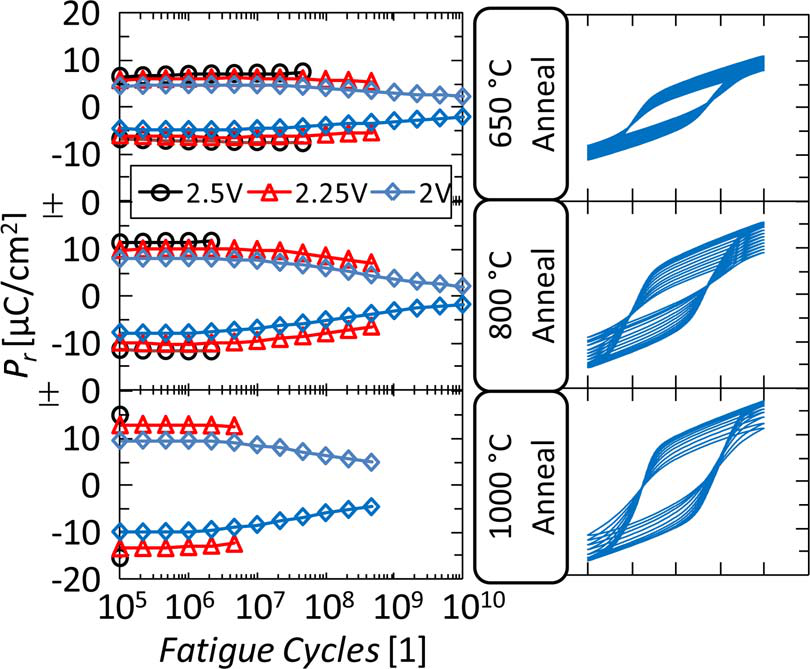 20
10
0
-10
0
2.5V 2.25V 2V
10
0
-10
0
10
0
-10
-20
10^5 10^6 10^7 10^8 10^9 10^10
Fatigue Cycles [1]
± P_r [μC/cm²]
±
650 °C
Anneal
800 °C
Anneal
1000 °C
Anneal